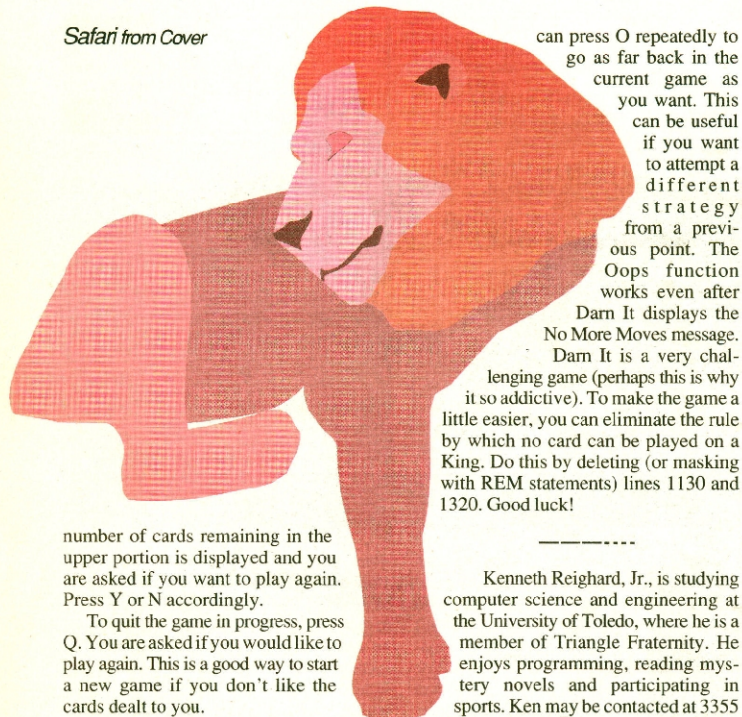 Safari from Cover
number of cards remaining in the
upper portion is displayed and you
are asked if you want to play again.
Press Y or N accordingly.
To quit the game in progress, press
Q. You are asked if you would like to
play again. This is a good way to start
a new game if you don't like the
cards dealt to you.
can press O repeatedly to
go as far back in the
current game as
you want. This
can be useful
if you want
to attempt a
different
strategy
from a previ-
ous point. The
Oops function
works even after
Darn It displays the
No More Moves message.
Darn It is a very chal-
lenging game (perhaps this is why
it so addictive). To make the game a
little easier, you can eliminate the rule
by which no card can be played on a
King. Do this by deleting (or masking
with REM statements) lines 1130 and
1320. Good luck!
Kenneth Reighard, Jr., is studying
computer science and engineering at
the University of Toledo, where he is a
member of Triangle Fraternity. He
enjoys programming, reading mys-
tery novels and participating in
sports. Ken may be contacted at 3355